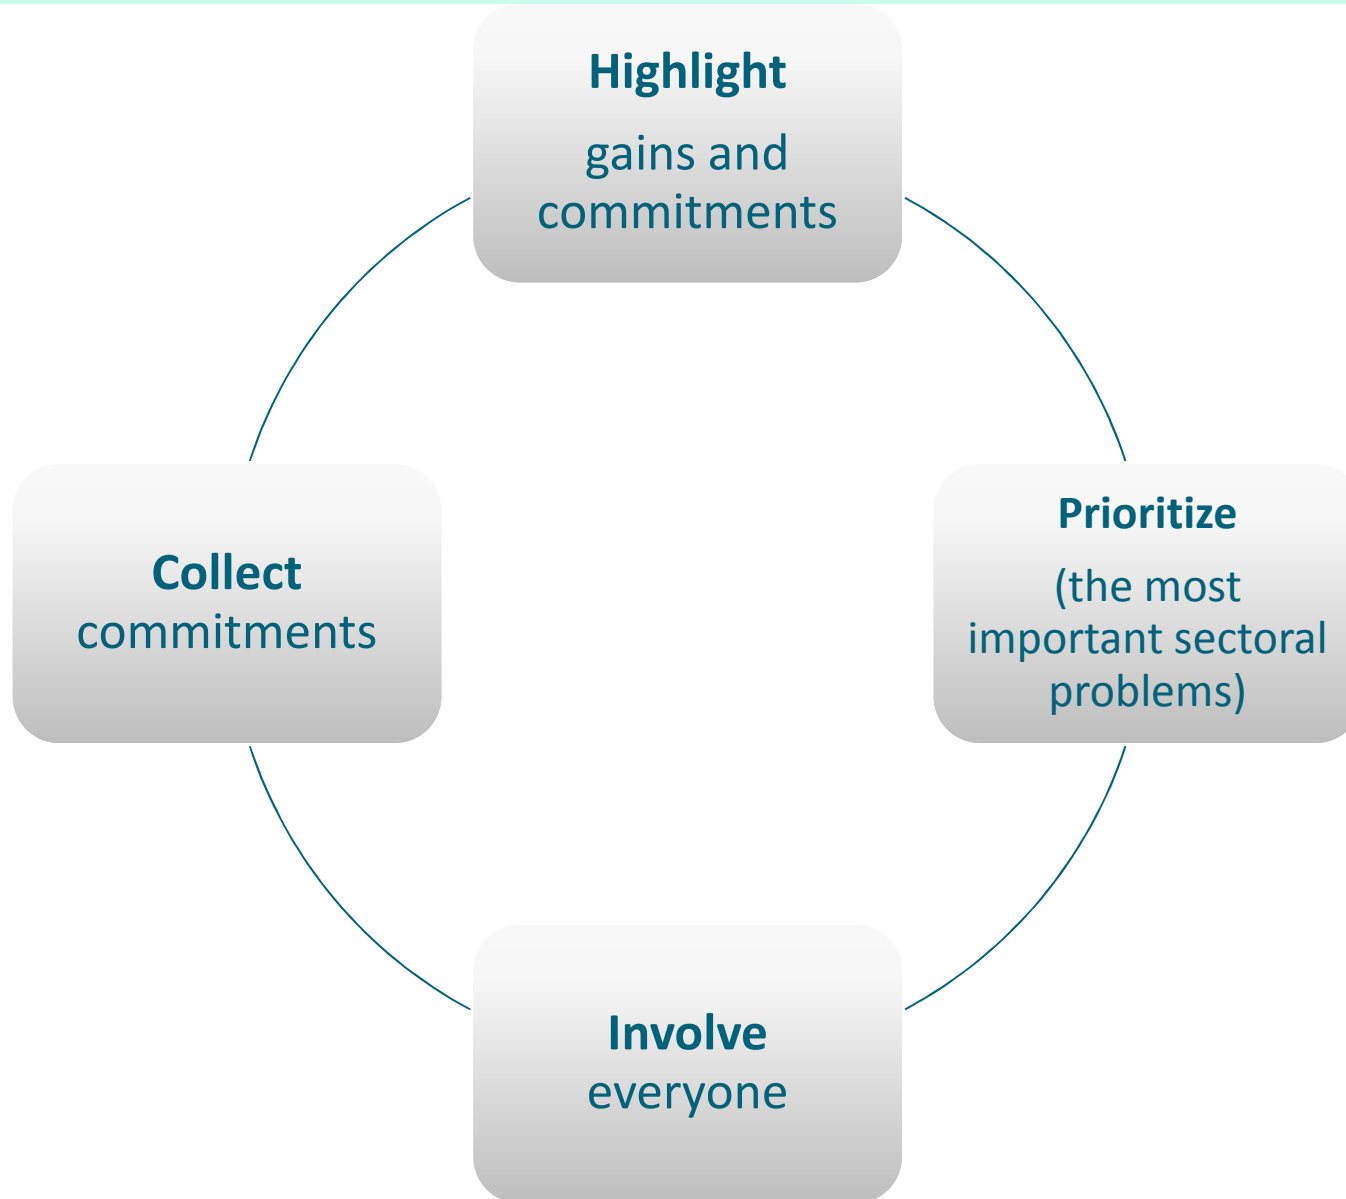 Highlight
gains and
commitments
Prioritize
(the most
important sectoral
problems)
Involve
everyone
Collect
commitments